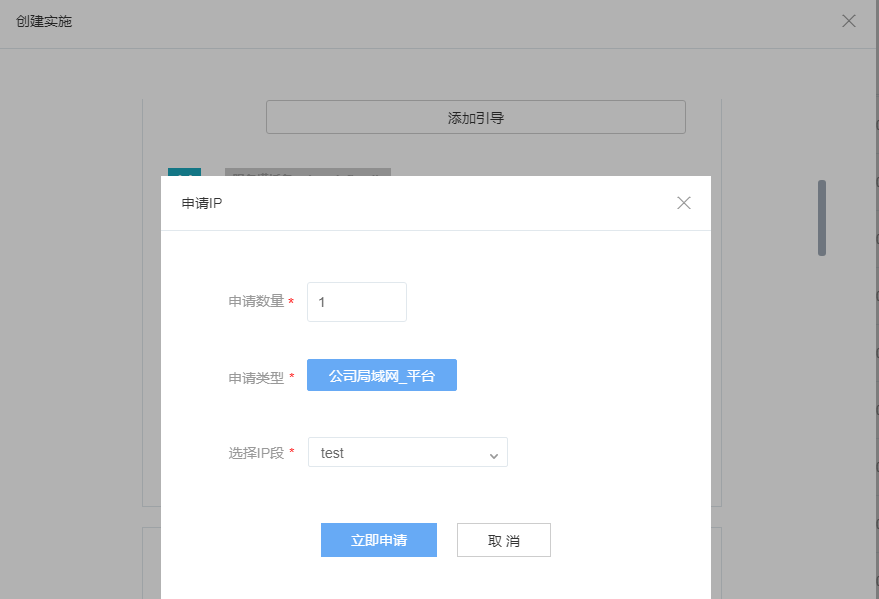 创建实施
添加引导
申请IP
申请数量 *
1
申请类型 *
公司局域网_平台
选择IP段 *
test
立即申请
取 消